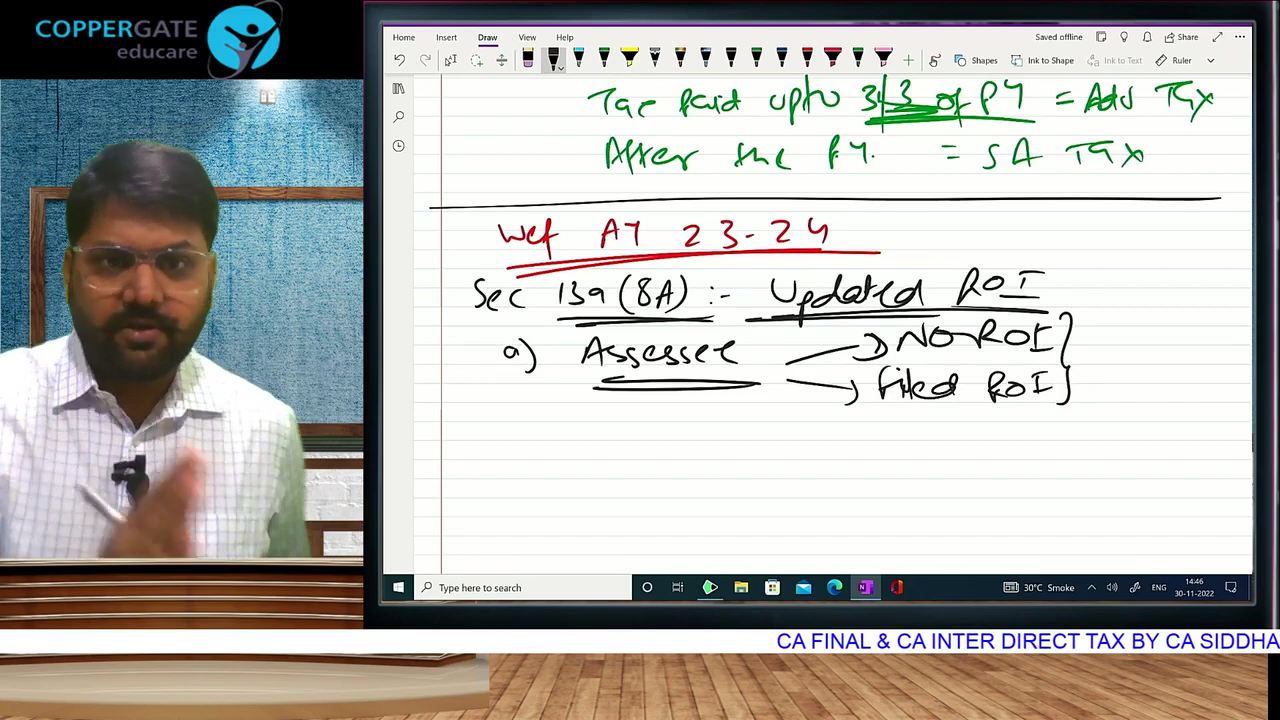 COPPERGATE
educare
Home Insert Draw View Help
Saved offline
Share
Shapes
Ink to Shape
Ink to Text
Ruler
Tax Paid upto 31/3 of PY = Adv Tax
After the P.Y. = SA Tax
Wef AY 23-24
Sec 139(8A) :- Updated ROI
a) Assessee → NO ROI
→ Filed ROI
Type here to search
30°C Smoke
ENG
14:46
30-11-2022
CA FINAL & CA INTER DIRECT TAX BY CA SIDDHA